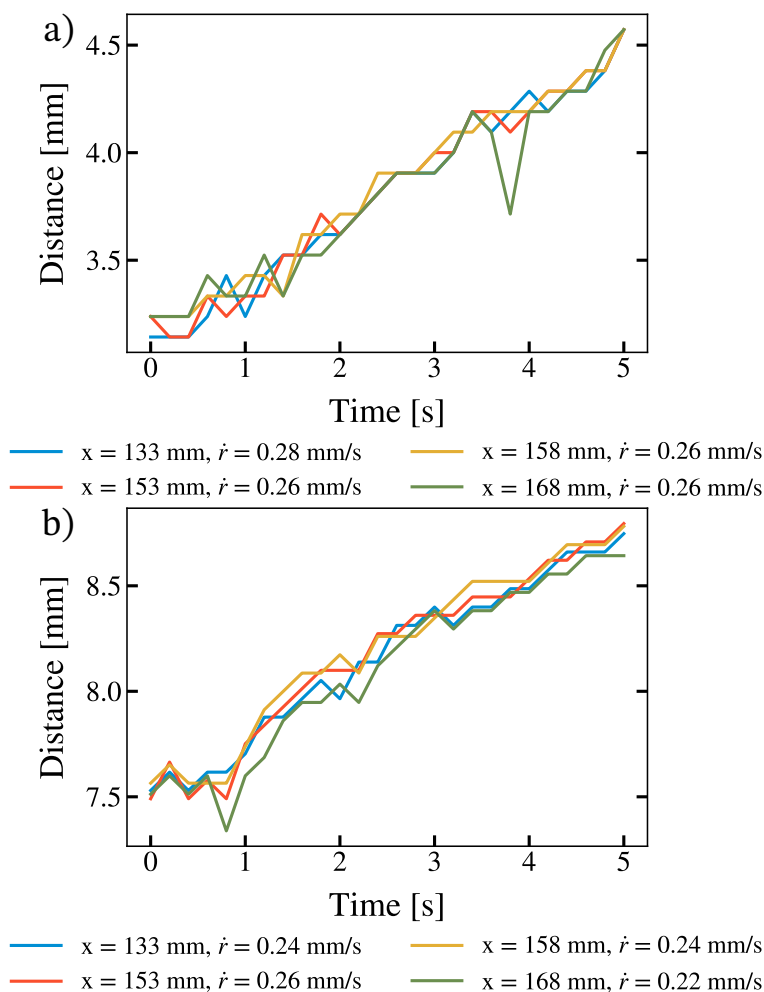 a)
Distance [mm]
4.5
4.0
3.5
0 1 2 3 4 5
Time [s]
x = 133 mm, ṙ = 0.28 mm/s
x = 158 mm, ṙ = 0.26 mm/s
x = 153 mm, ṙ = 0.26 mm/s
x = 168 mm, ṙ = 0.26 mm/s
b)
Distance [mm]
8.5
8.0
7.5
0 1 2 3 4 5
Time [s]
x = 133 mm, ṙ = 0.24 mm/s
x = 158 mm, ṙ = 0.24 mm/s
x = 153 mm, ṙ = 0.26 mm/s
x = 168 mm, ṙ = 0.22 mm/s